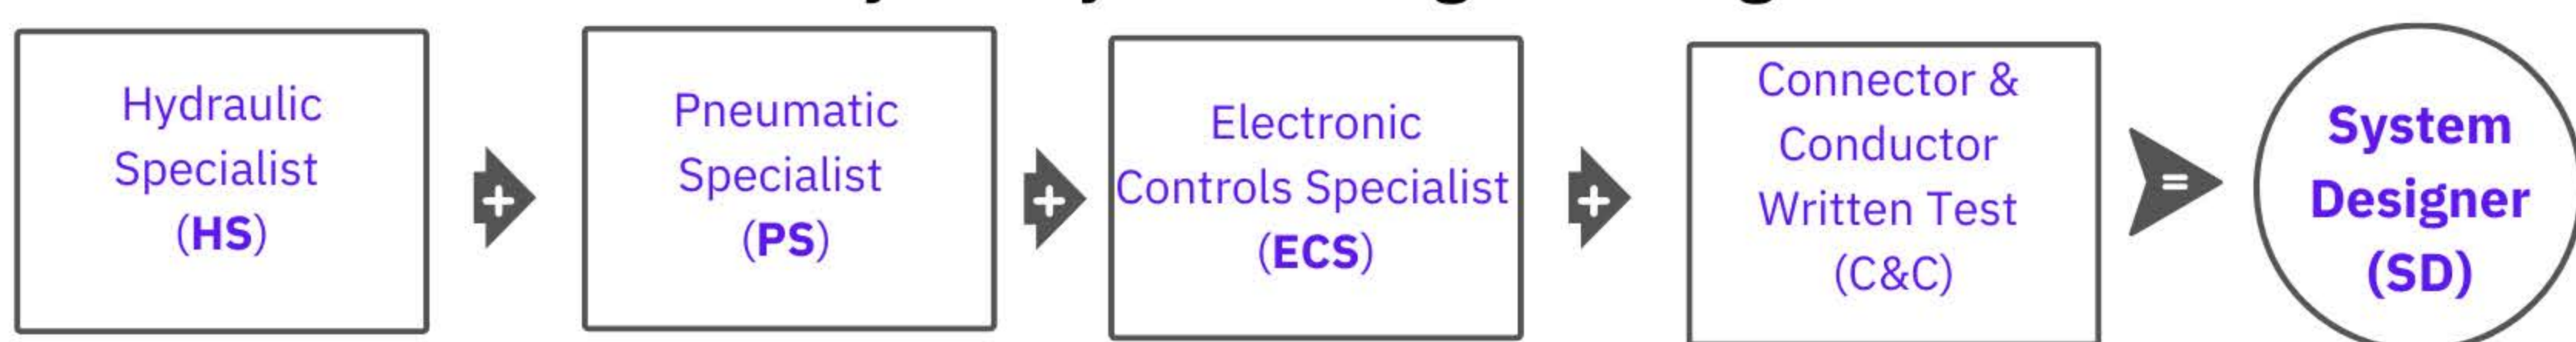 Hydraulic
Specialist
(HS)
+
Pneumatic
Specialist
(PS)
+
Electronic
Controls Specialist
(ECS)
+
Connector &
Conductor
Written Test
(C&C)
=
System
Designer
(SD)